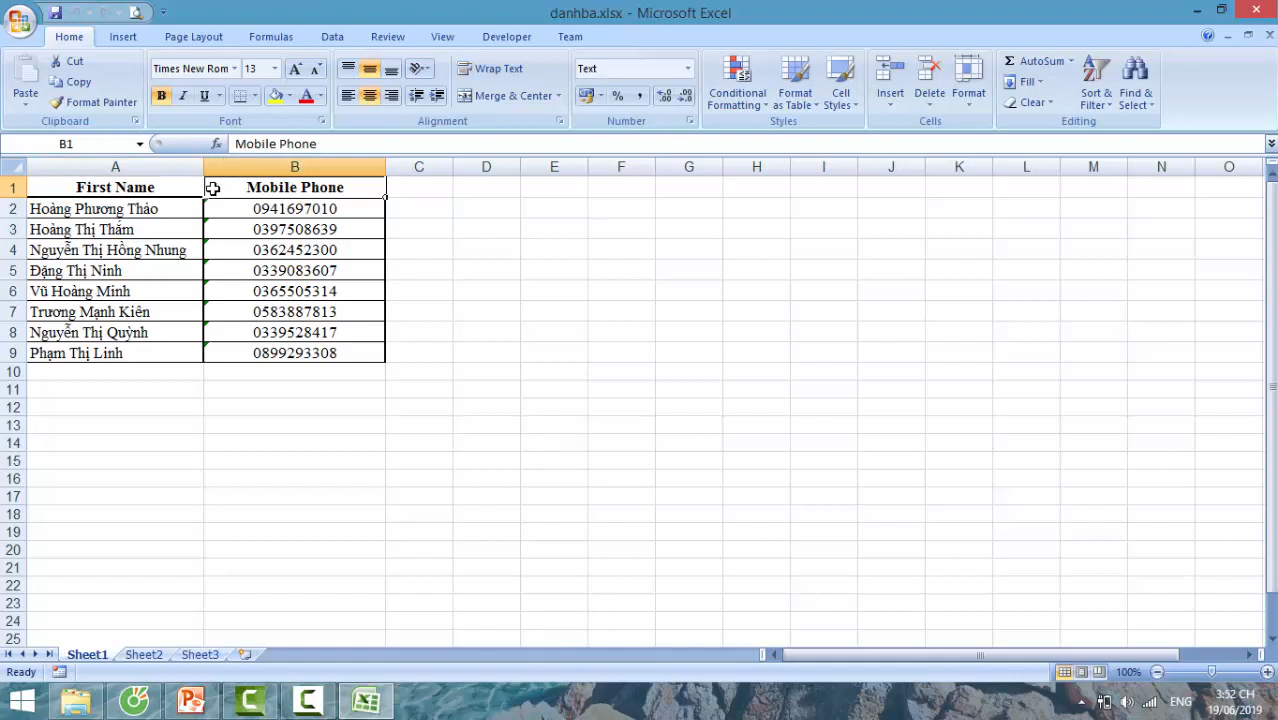 danhba.xlsx - Microsoft Excel
Home Insert Page Layout Formulas Data Review View Developer Team
Paste Cut Copy Format Painter
Clipboard
Times New Rom 13
B I U A
Font
Wrap Text
Merge & Center
Alignment
Text
% ,
Number
Conditional Formatting Format as Table Cell Styles
Styles
Insert Delete Format
Cells
Σ AutoSum Fill Clear Sort & Filter Find & Select
Editing
B1 fx Mobile Phone
A B C D E F G H I J K L M N O
1 First Name Mobile Phone
2 Hoàng Phương Thảo 0941697010
3 Hoàng Thị Thắm 0397508639
4 Nguyễn Thị Hồng Nhung 0362452300
5 Đặng Thị Ninh 0339083607
6 Vũ Hoàng Minh 0365505314
7 Trương Mạnh Kiên 0583887813
8 Nguyễn Thị Quỳnh 0339528417
9 Phạm Thị Linh 0899293308
10
11
12
13
14
15
16
17
18
19
20
21
22
23
24
25
Sheet1 Sheet2 Sheet3
Ready 100%
ENG 3:52 CH
19/06/2019